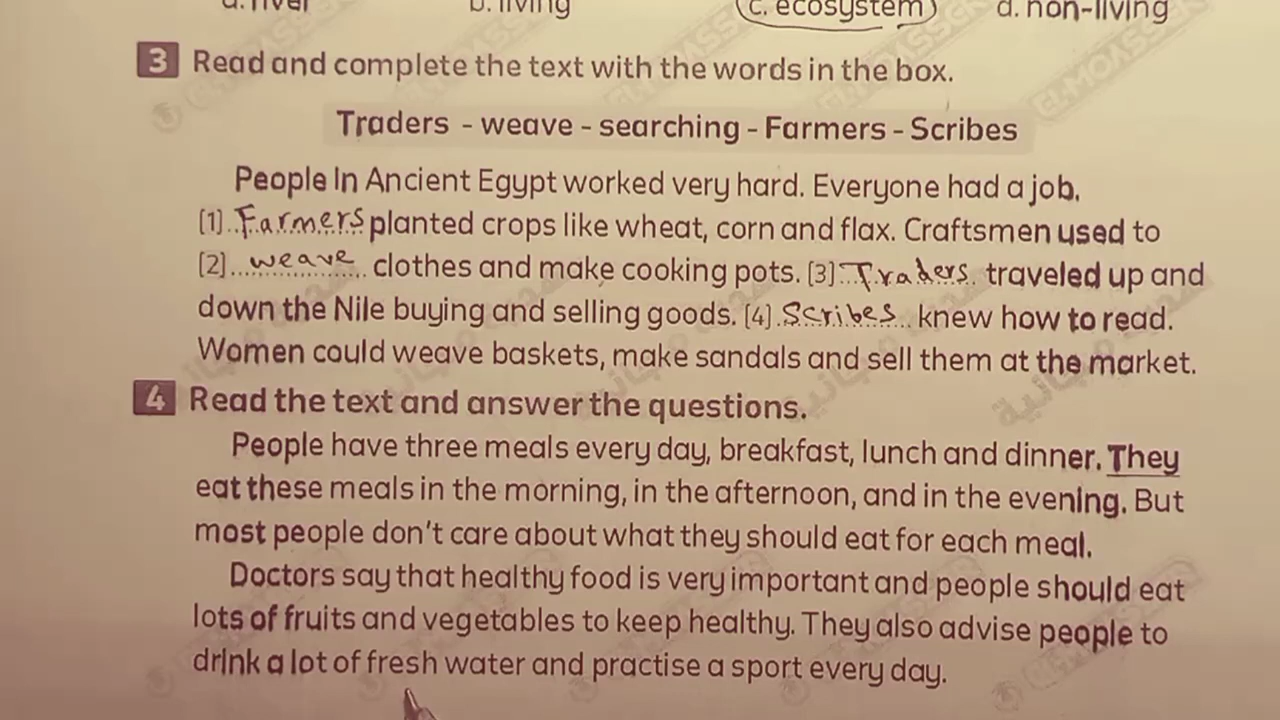 a. river b. living c. ecosystem d. non-living
3 Read and complete the text with the words in the box.
Traders - weave - searching - Farmers - Scribes
People In Ancient Egypt worked very hard. Everyone had a job.
[1] Farmers planted crops like wheat, corn and flax. Craftsmen used to
[2] weave clothes and make cooking pots. [3] Traders traveled up and
down the Nile buying and selling goods. [4] Scribes knew how to read.
Women could weave baskets, make sandals and sell them at the market.
4 Read the text and answer the questions.
People have three meals every day, breakfast, lunch and dinner. They
eat these meals in the morning, in the afternoon, and in the evening. But
most people don't care about what they should eat for each meal.
Doctors say that healthy food is very important and people should eat
lots of fruits and vegetables to keep healthy. They also advise people to
drink a lot of fresh water and practise a sport every day.